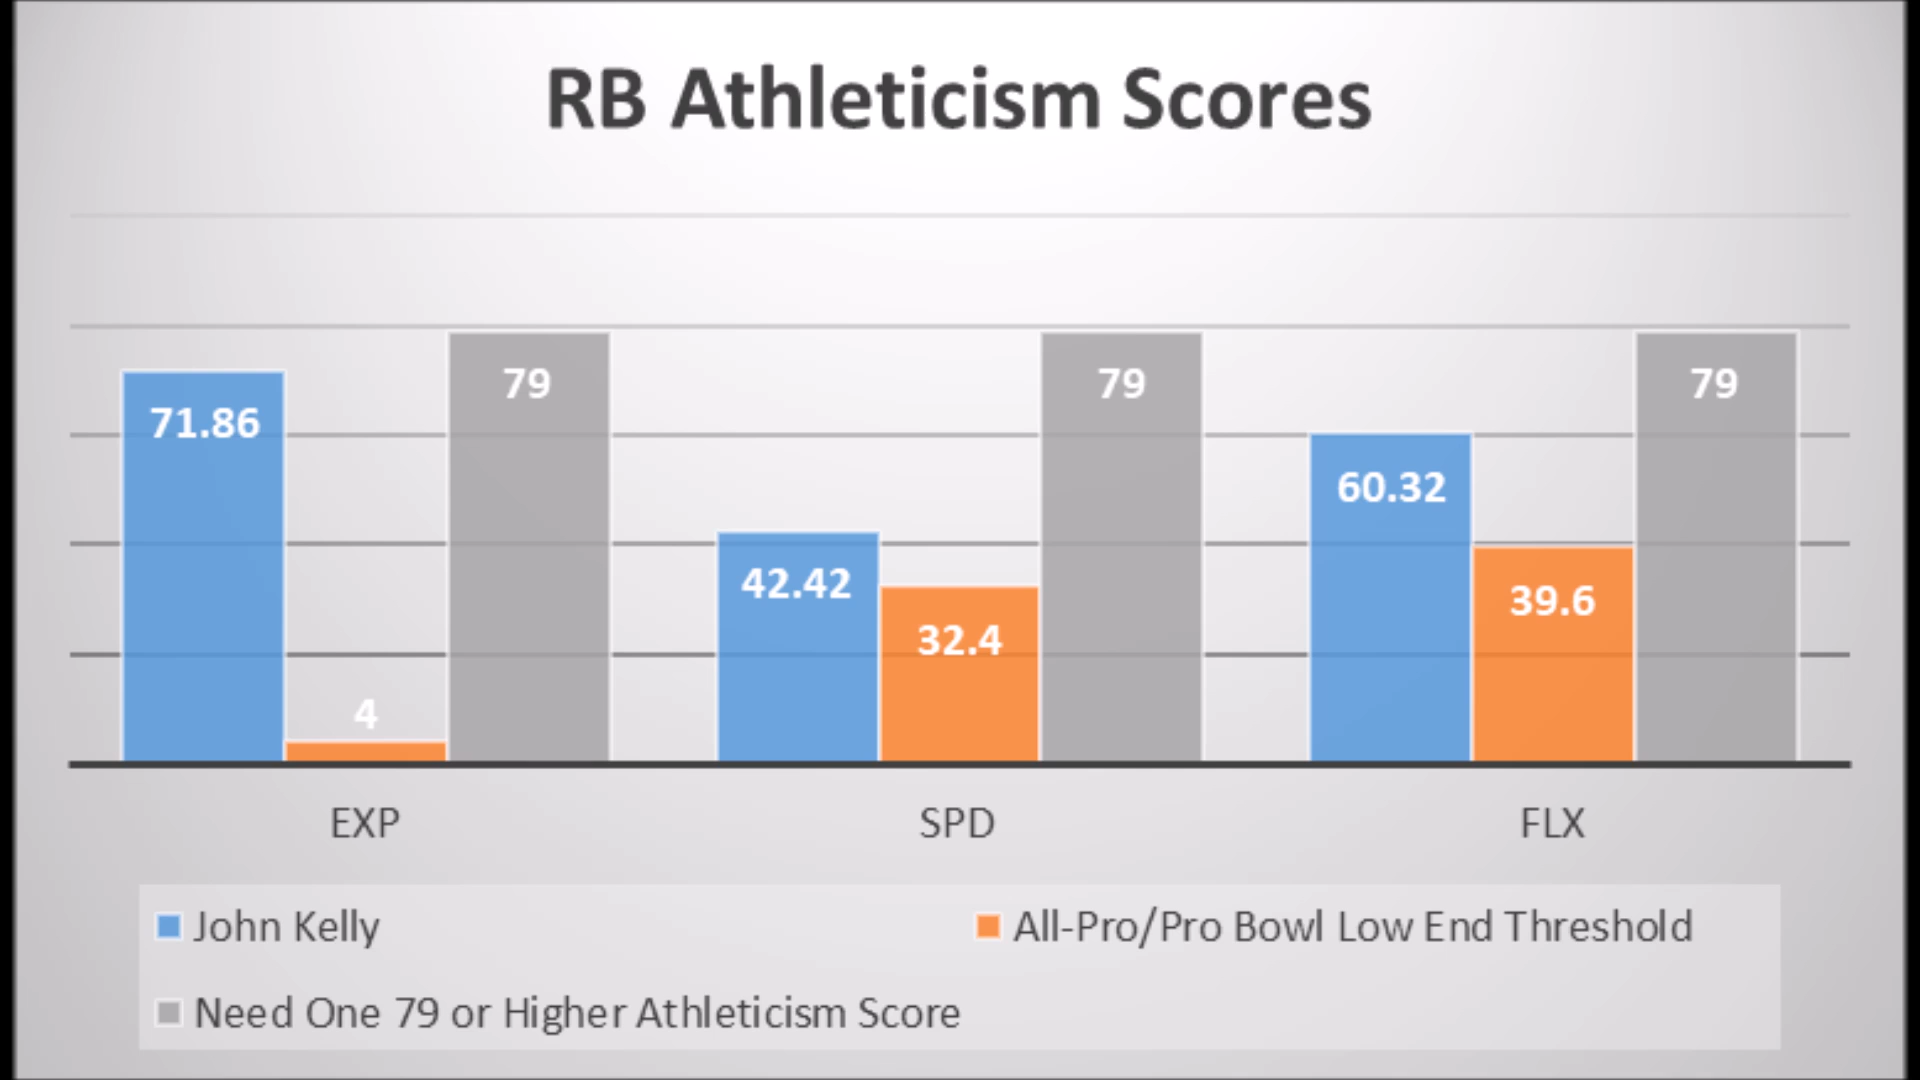 RB Athleticism Scores
71.86
4
79
42.42
32.4
79
60.32
39.6
79
EXP
SPD
FLX
John Kelly
All-Pro/Pro Bowl Low End Threshold
Need One 79 or Higher Athleticism Score